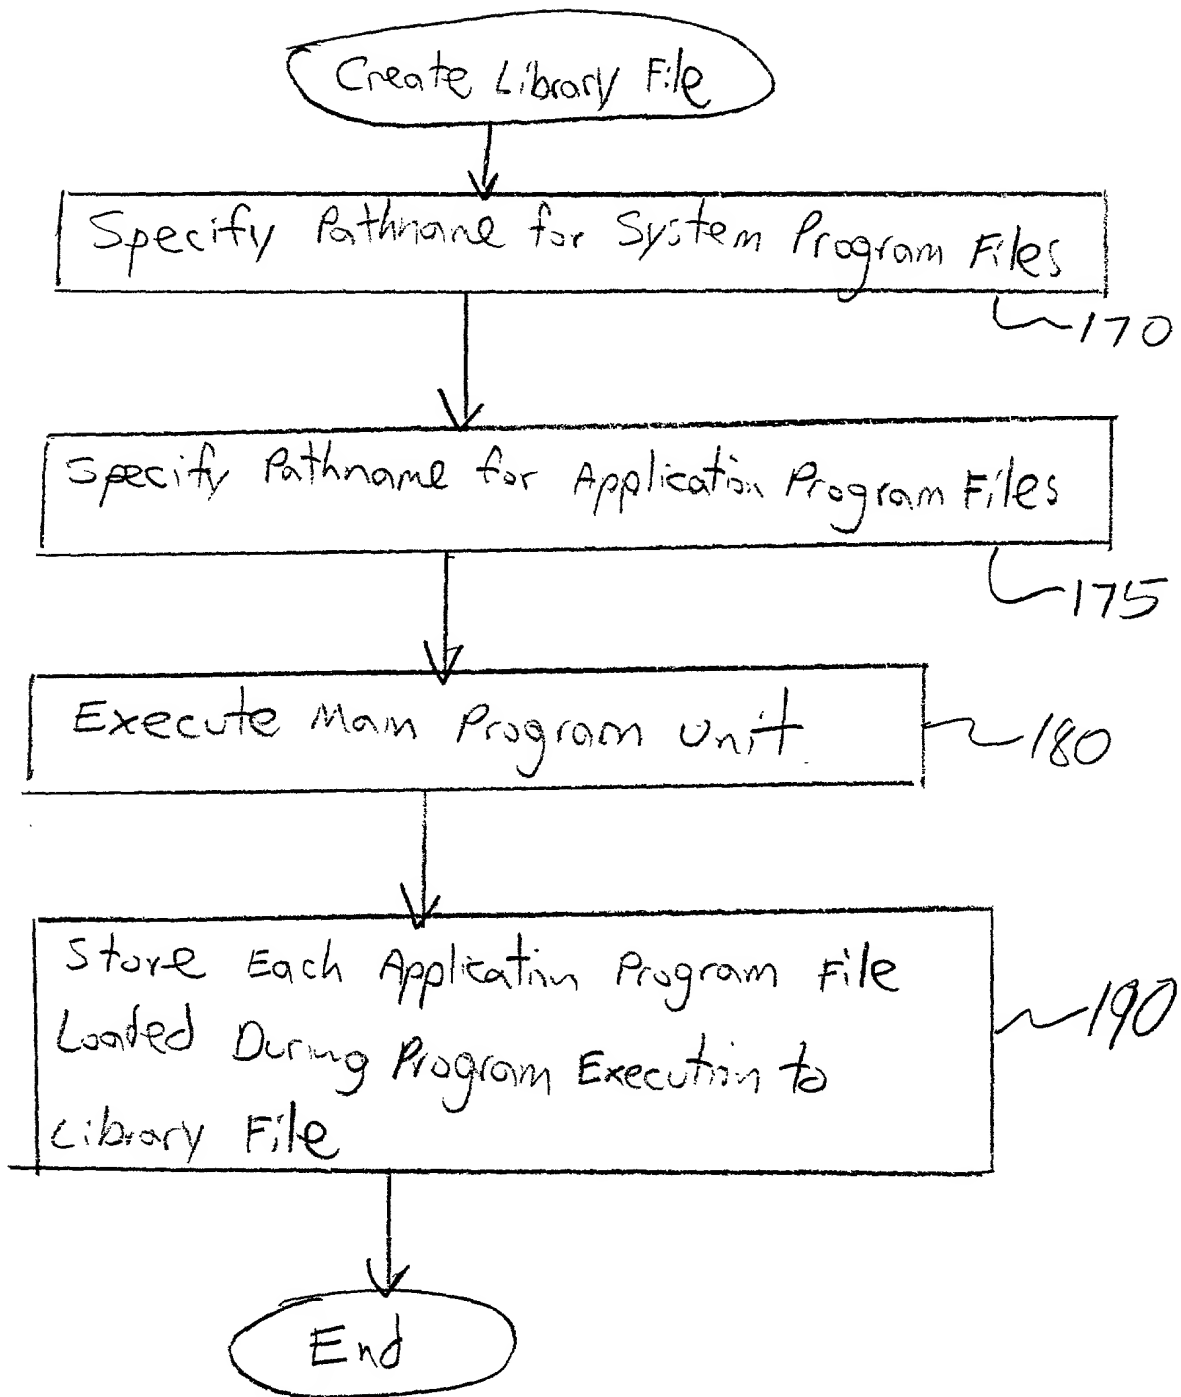 Create Library File
Specify Pathname for System Program Files
170
Specify Pathname for Application Program Files
175
Execute Main Program Unit
180
Store Each Application Program File
Loaded During Program Execution to
Library File
190
End